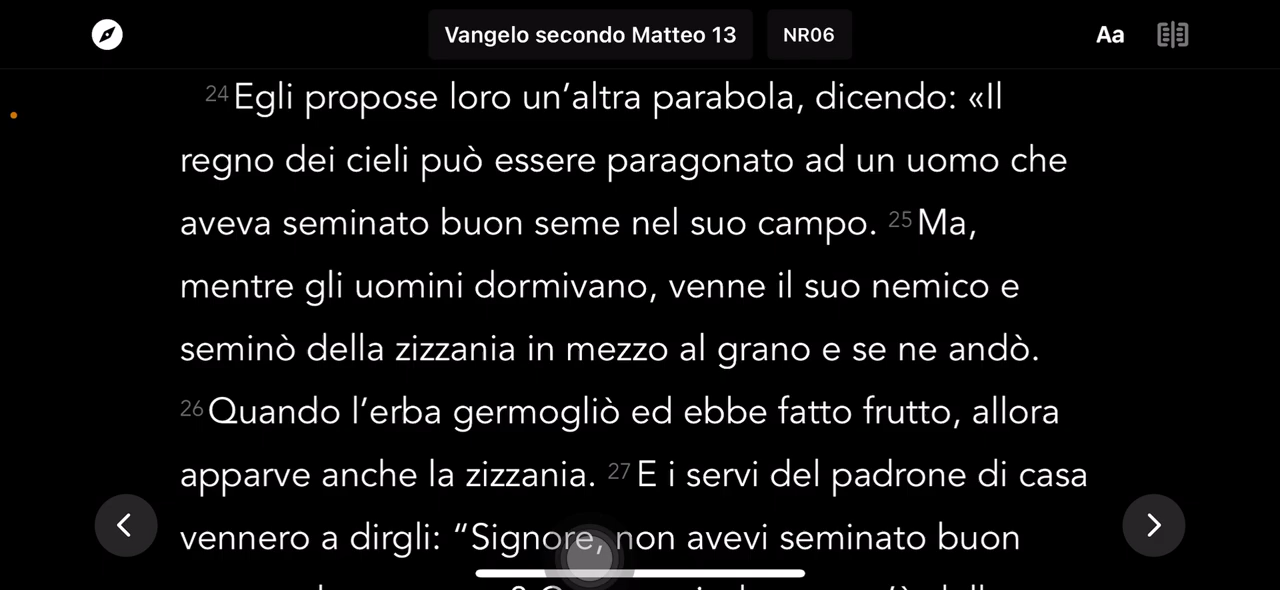 Vangelo secondo Matteo 13 NR06 Aa
24 Egli propose loro un’altra parabola, dicendo: «Il
regno dei cieli può essere paragonato ad un uomo che
aveva seminato buon seme nel suo campo. 25 Ma,
mentre gli uomini dormivano, venne il suo nemico e
seminò della zizzania in mezzo al grano e se ne andò.
26 Quando l’erba germogliò ed ebbe fatto frutto, allora
apparve anche la zizzania. 27 E i servi del padrone di casa
vennero a dirgli: “Signore, non avevi seminato buon